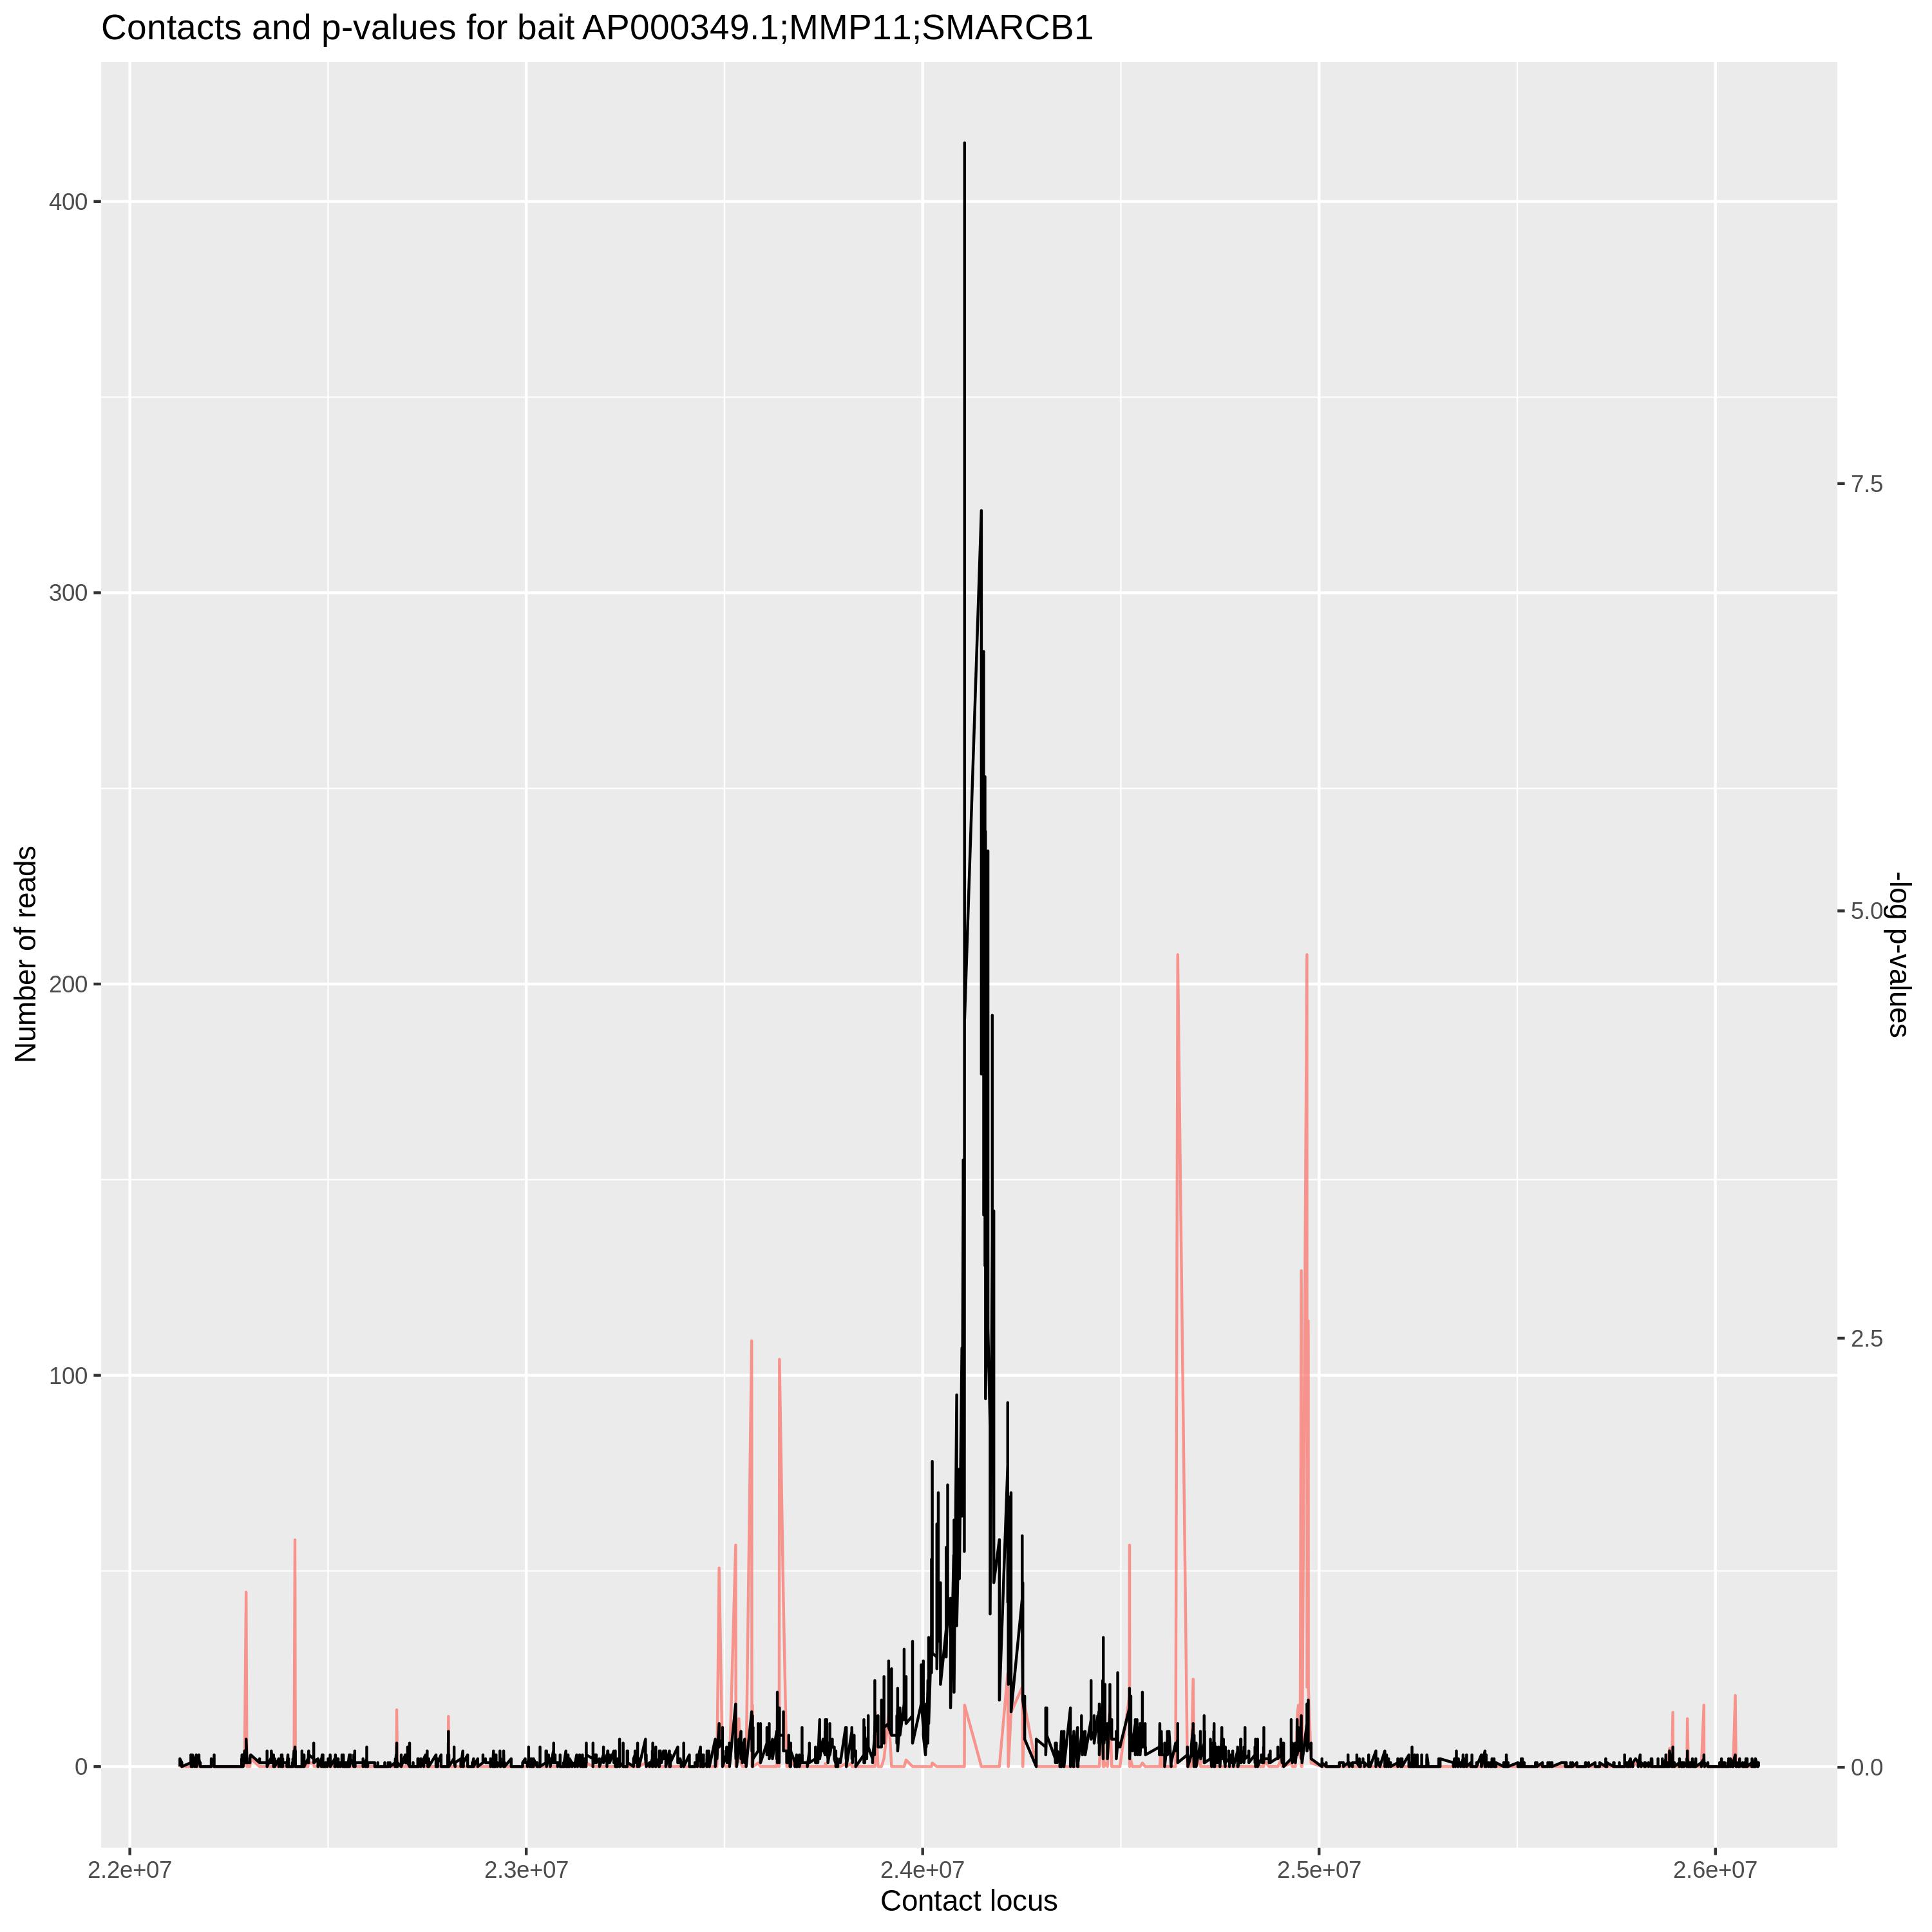 Contacts and p-values for bait AP000349.1;MMP11;SMARCB1
400
300
200
100
0
Number of reads
7.5
5.0
2.5
0.0
-log p-values
2.2e+07
2.3e+07
2.4e+07
2.5e+07
2.6e+07
Contact locus